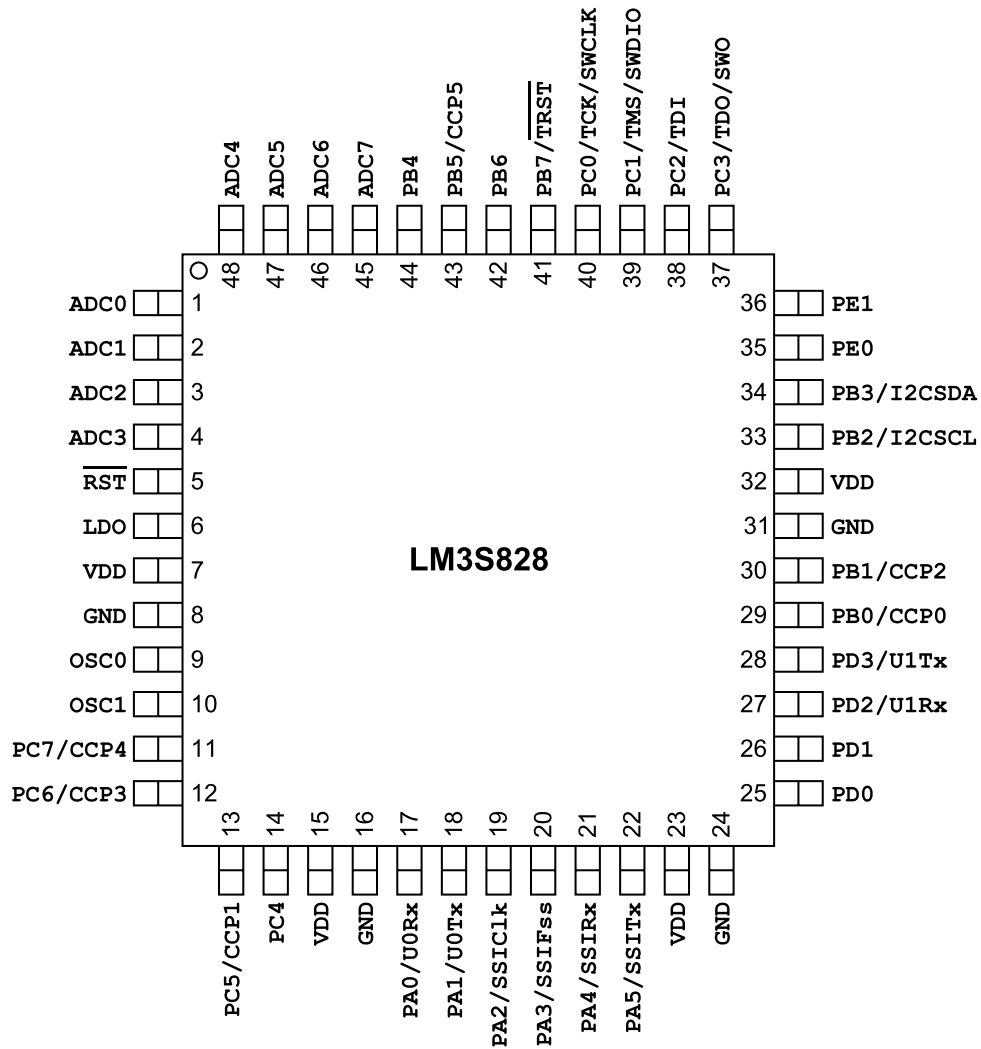 ADC4
ADC5
ADC6
ADC7
PB4
PB5/CCP5
PB6
PB7/TRST
PC0/TCK/SWCLK
PC1/TMS/SWDIO
PC2/TDI
PC3/TDO/SWO
48
47
46
45
44
43
42
41
40
39
38
37
ADC0 1
ADC1 2
ADC2 3
ADC3 4
RST 5
LDO 6
VDD 7
GND 8
OSC0 9
OSC1 10
PC7/CCP4 11
PC6/CCP3 12
LM3S828
36 PE1
35 PE0
34 PB3/I2CSDA
33 PB2/I2CSCL
32 VDD
31 GND
30 PB1/CCP2
29 PB0/CCP0
28 PD3/U1Tx
27 PD2/U1Rx
26 PD1
25 PD0
13
14
15
16
17
18
19
20
21
22
23
24
PC5/CCP1
PC4
VDD
GND
PA0/U0Rx
PA1/U0Tx
PA2/SSIClk
PA3/SSIFss
PA4/SSIRx
PA5/SSITx
VDD
GND